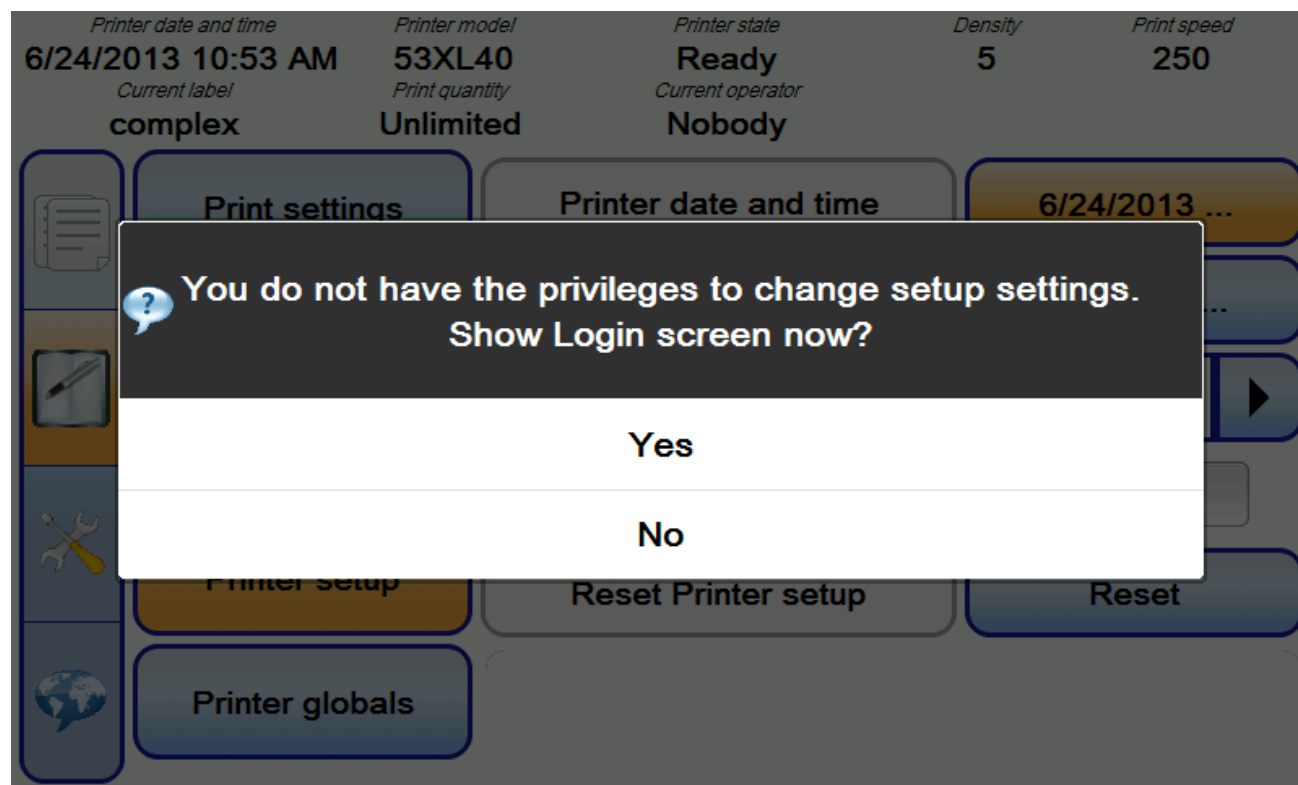 Printer date and time Printer model Printer state Density Print speed
6/24/2013 10:53 AM 53XL40 Ready 5 250
Current label Print quantity Current operator
complex Unlimited Nobody
Print settings Printer date and time 6/24/2013 ...
? You do not have the privileges to change setup settings.
...
Show Login screen now?
Yes
No
Printer setup Reset Printer setup Reset
Printer globals